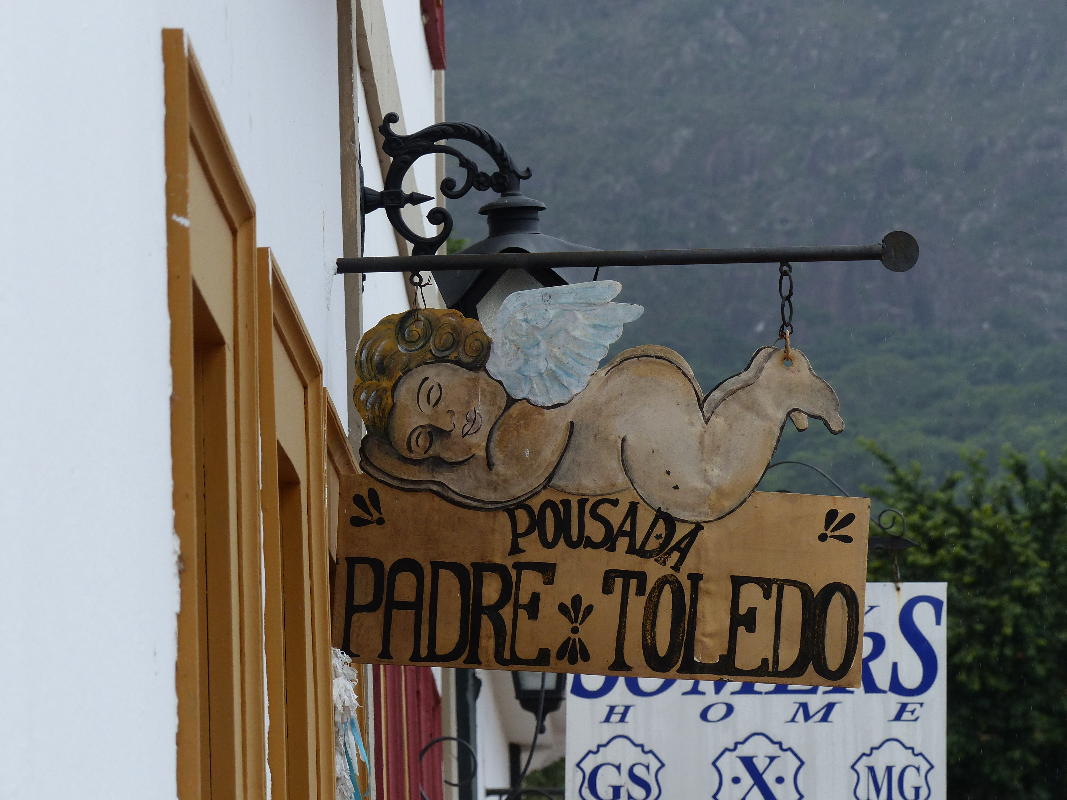 POUSADA
PADRE TOLEDO
HOME
GS X MG